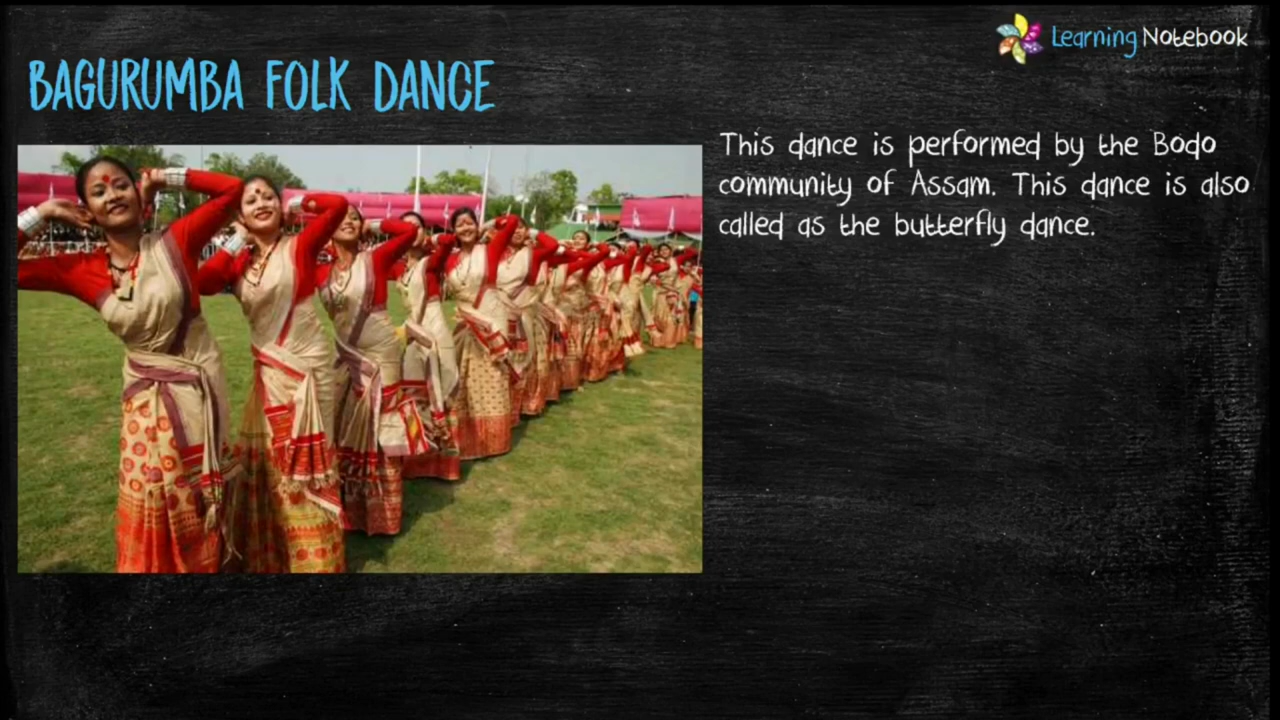 Learning Notebook
BAGURUMBA FOLK DANCE
This dance is performed by the Bodo
community of Assam. This dance is also
called as the butterfly dance.